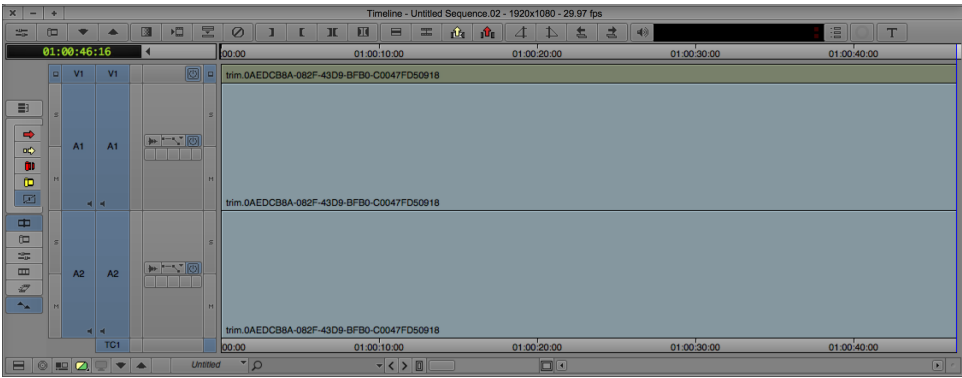 Timeline - Untitled Sequence.02 - 1920x1080 - 29.97 fps
T
01:00:46:16
00:00 01:00:10:00 01:00:20:00 01:00:30:00 01:00:40:00
V1 V1
trim.0AEDCB8A-082F-43D9-BFB0-C0047FD50918
S S
A1 A1
M M
trim.0AEDCB8A-082F-43D9-BFB0-C0047FD50918
S S
A2 A2
M M
trim.0AEDCB8A-082F-43D9-BFB0-C0047FD50918
TC1
00:00 01:00:10:00 01:00:20:00 01:00:30:00 01:00:40:00
Untitled